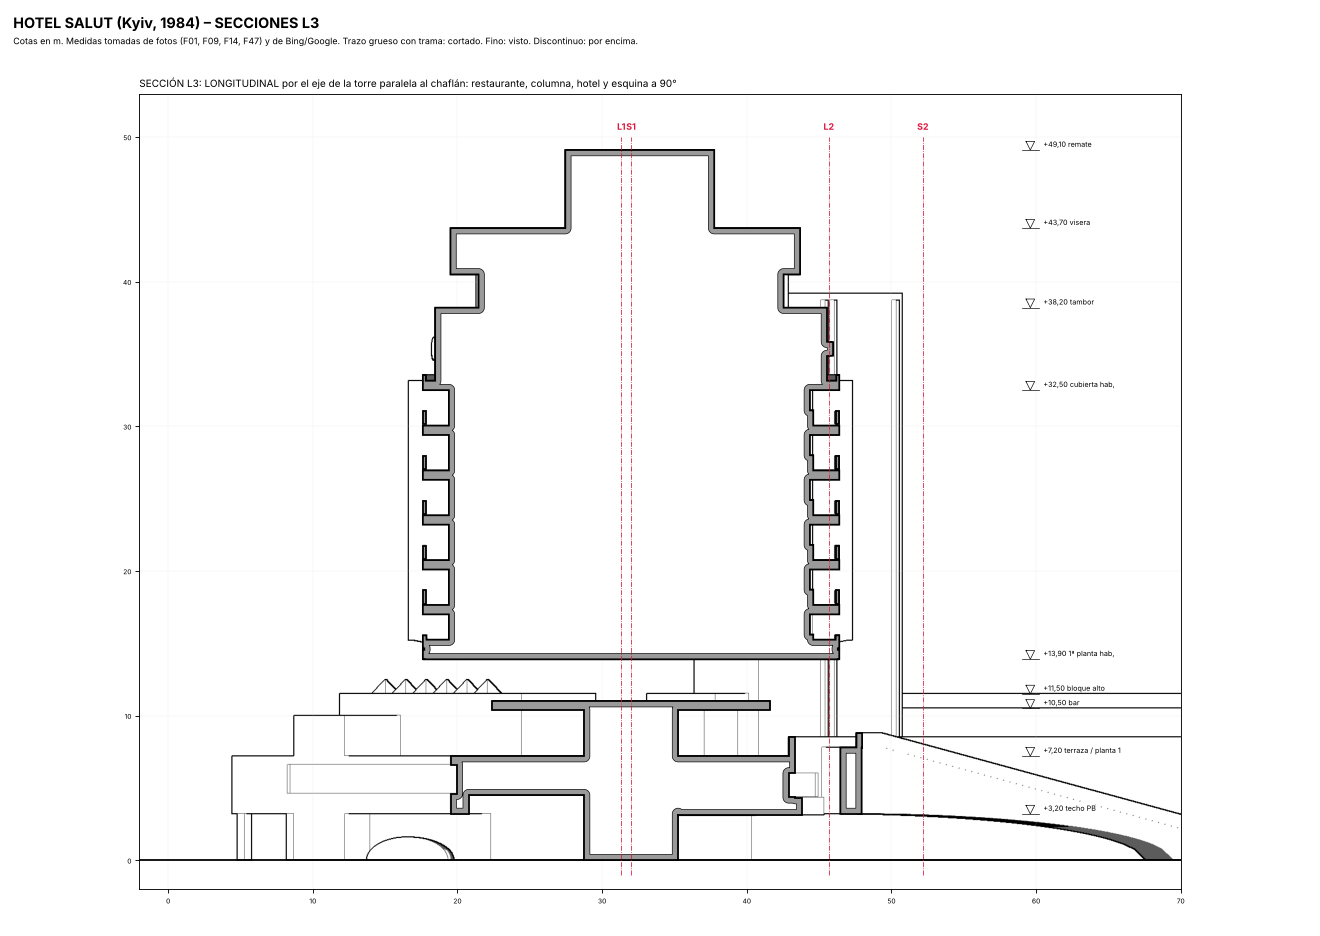 HOTEL SALUT (Kyiv, 1984) – SECCIONES L3
Cotas en m. Medidas tomadas de fotos (F01, F09, F14, F47) y de Bing/Google. Trazo grueso con trama: cortado. Fino: visto. Discontinuo: por encima.
SECCIÓN L3: LONGITUDINAL por el eje de la torre paralela al chaflán: restaurante, columna, hotel y esquina a 90°
L1S1
L2
S2
50
+49,10 remate
+43,70 visera
40
+38,20 tambor
+32,50 cubierta hab,
30
20
+13,90 1ª planta hab,
+11,50 bloque alto
+10,50 bar
10
+7,20 terraza / planta 1
+3,20 techo PB
0
0
10
20
30
40
50
60
70